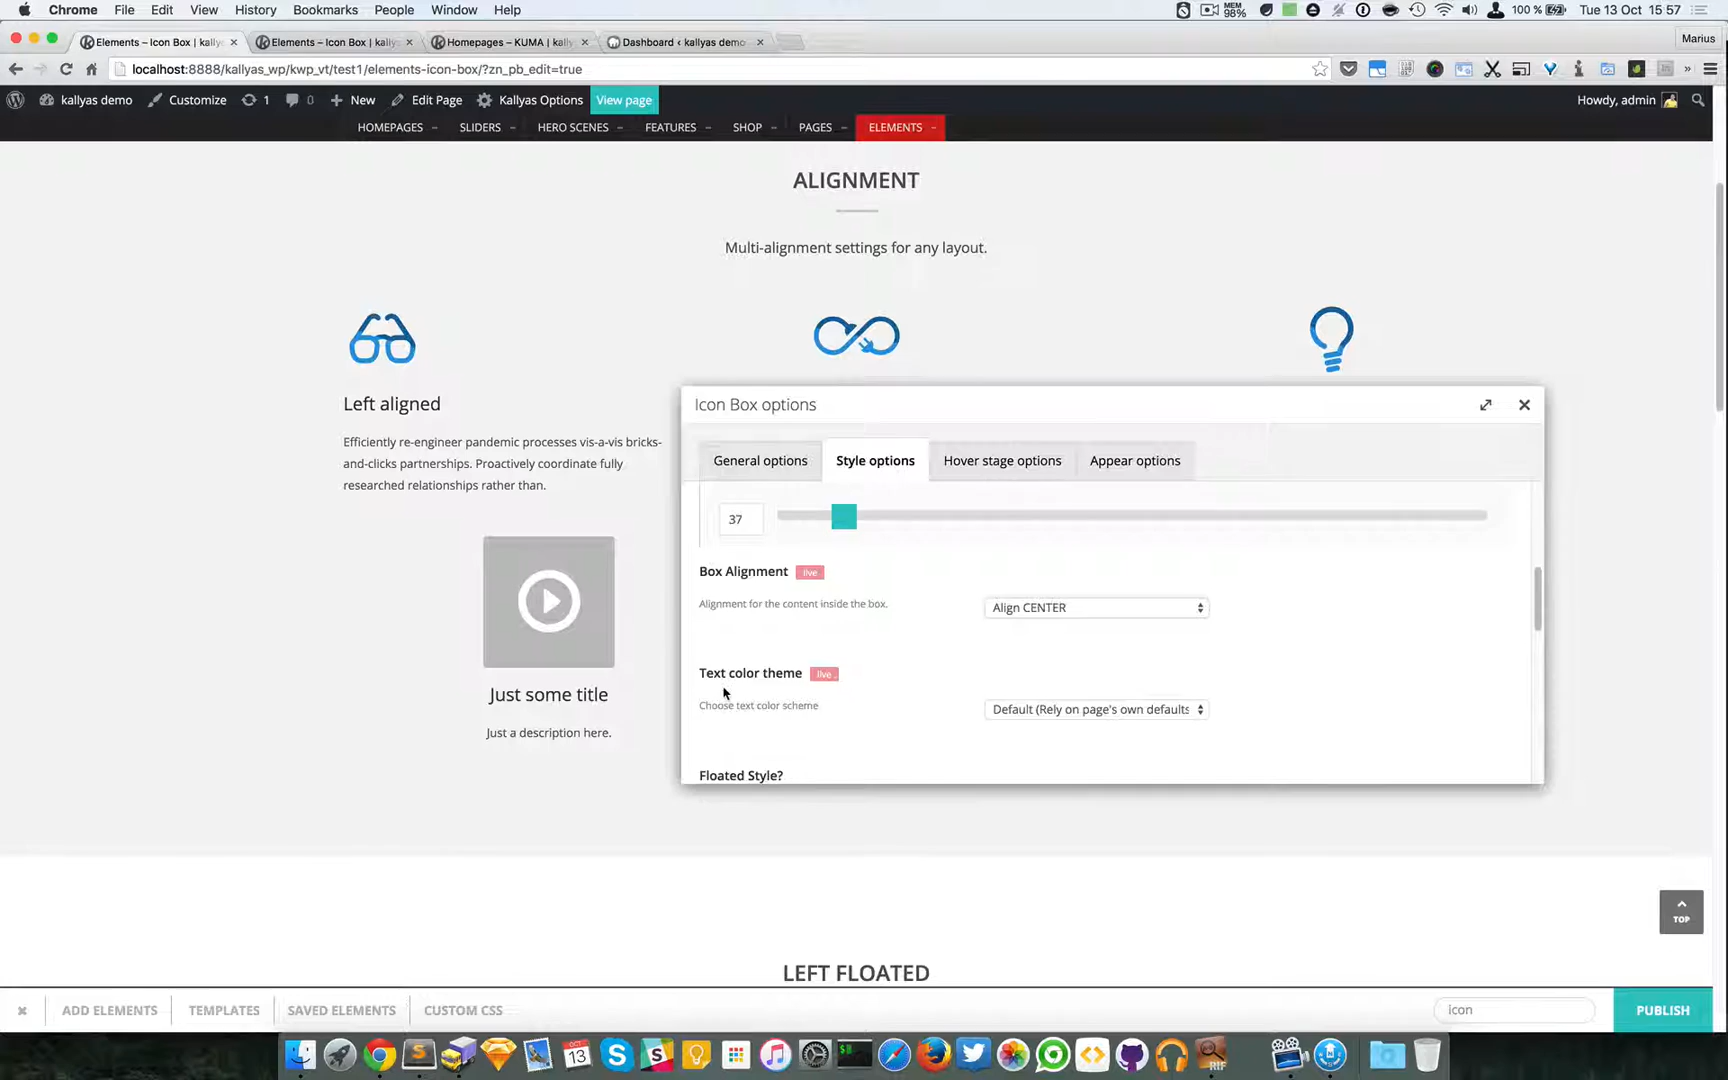 Chrome File Edit View History Bookmarks People Window Help
MEM 98% 100 % Tue 13 Oct 15:57
Elements – Icon Box | kally Elements – Icon Box | kally Homepages – KUMA | kally Dashboard ‹ kallyas demo Marius
localhost:8888/kallyas_wp/kwp_vt/test1/elements-icon-box/?zn_pb_edit=true
kallyas demo Customize 1 0 New Edit Page Kallyas Options View page Howdy, admin
HOMEPAGES SLIDERS HERO SCENES FEATURES SHOP PAGES ELEMENTS
ALIGNMENT
Multi-alignment settings for any layout.
Left aligned
Efficiently re-engineer pandemic processes vis-a-vis bricks-
and-clicks partnerships. Proactively coordinate fully
researched relationships rather than.
Just some title
Just a description here.
Icon Box options
General options Style options Hover stage options Appear options
37
Box Alignment live
Alignment for the content inside the box. Align CENTER
Text color theme live
Choose text color scheme Default (Rely on page's own defaults
Floated Style?
TOP
LEFT FLOATED
ADD ELEMENTS TEMPLATES SAVED ELEMENTS CUSTOM CSS icon PUBLISH
13
RIF